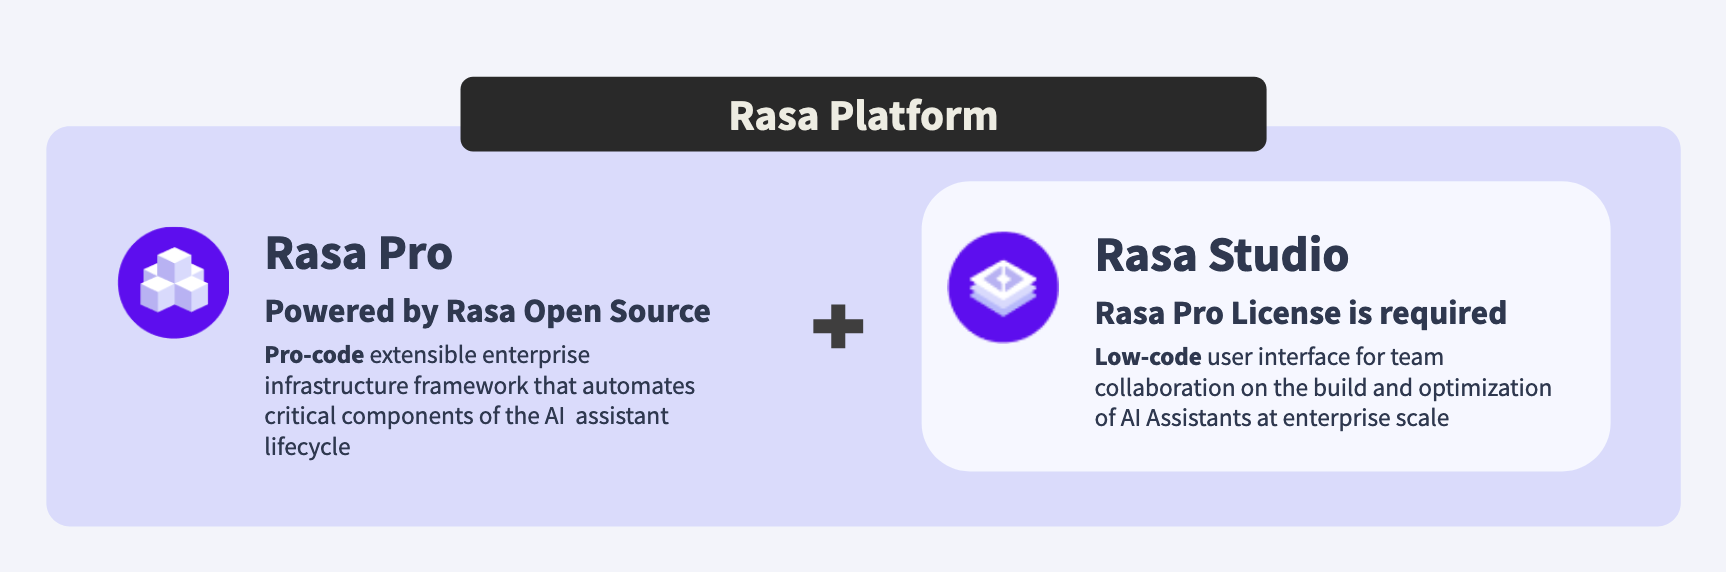 Rasa Platform
Rasa Pro
Powered by Rasa Open Source
Pro-code extensible enterprise
infrastructure framework that automates
critical components of the AI  assistant
lifecycle
Rasa Studio
Rasa Pro License is required
Low-code user interface for team
collaboration on the build and optimization
of AI Assistants at enterprise scale